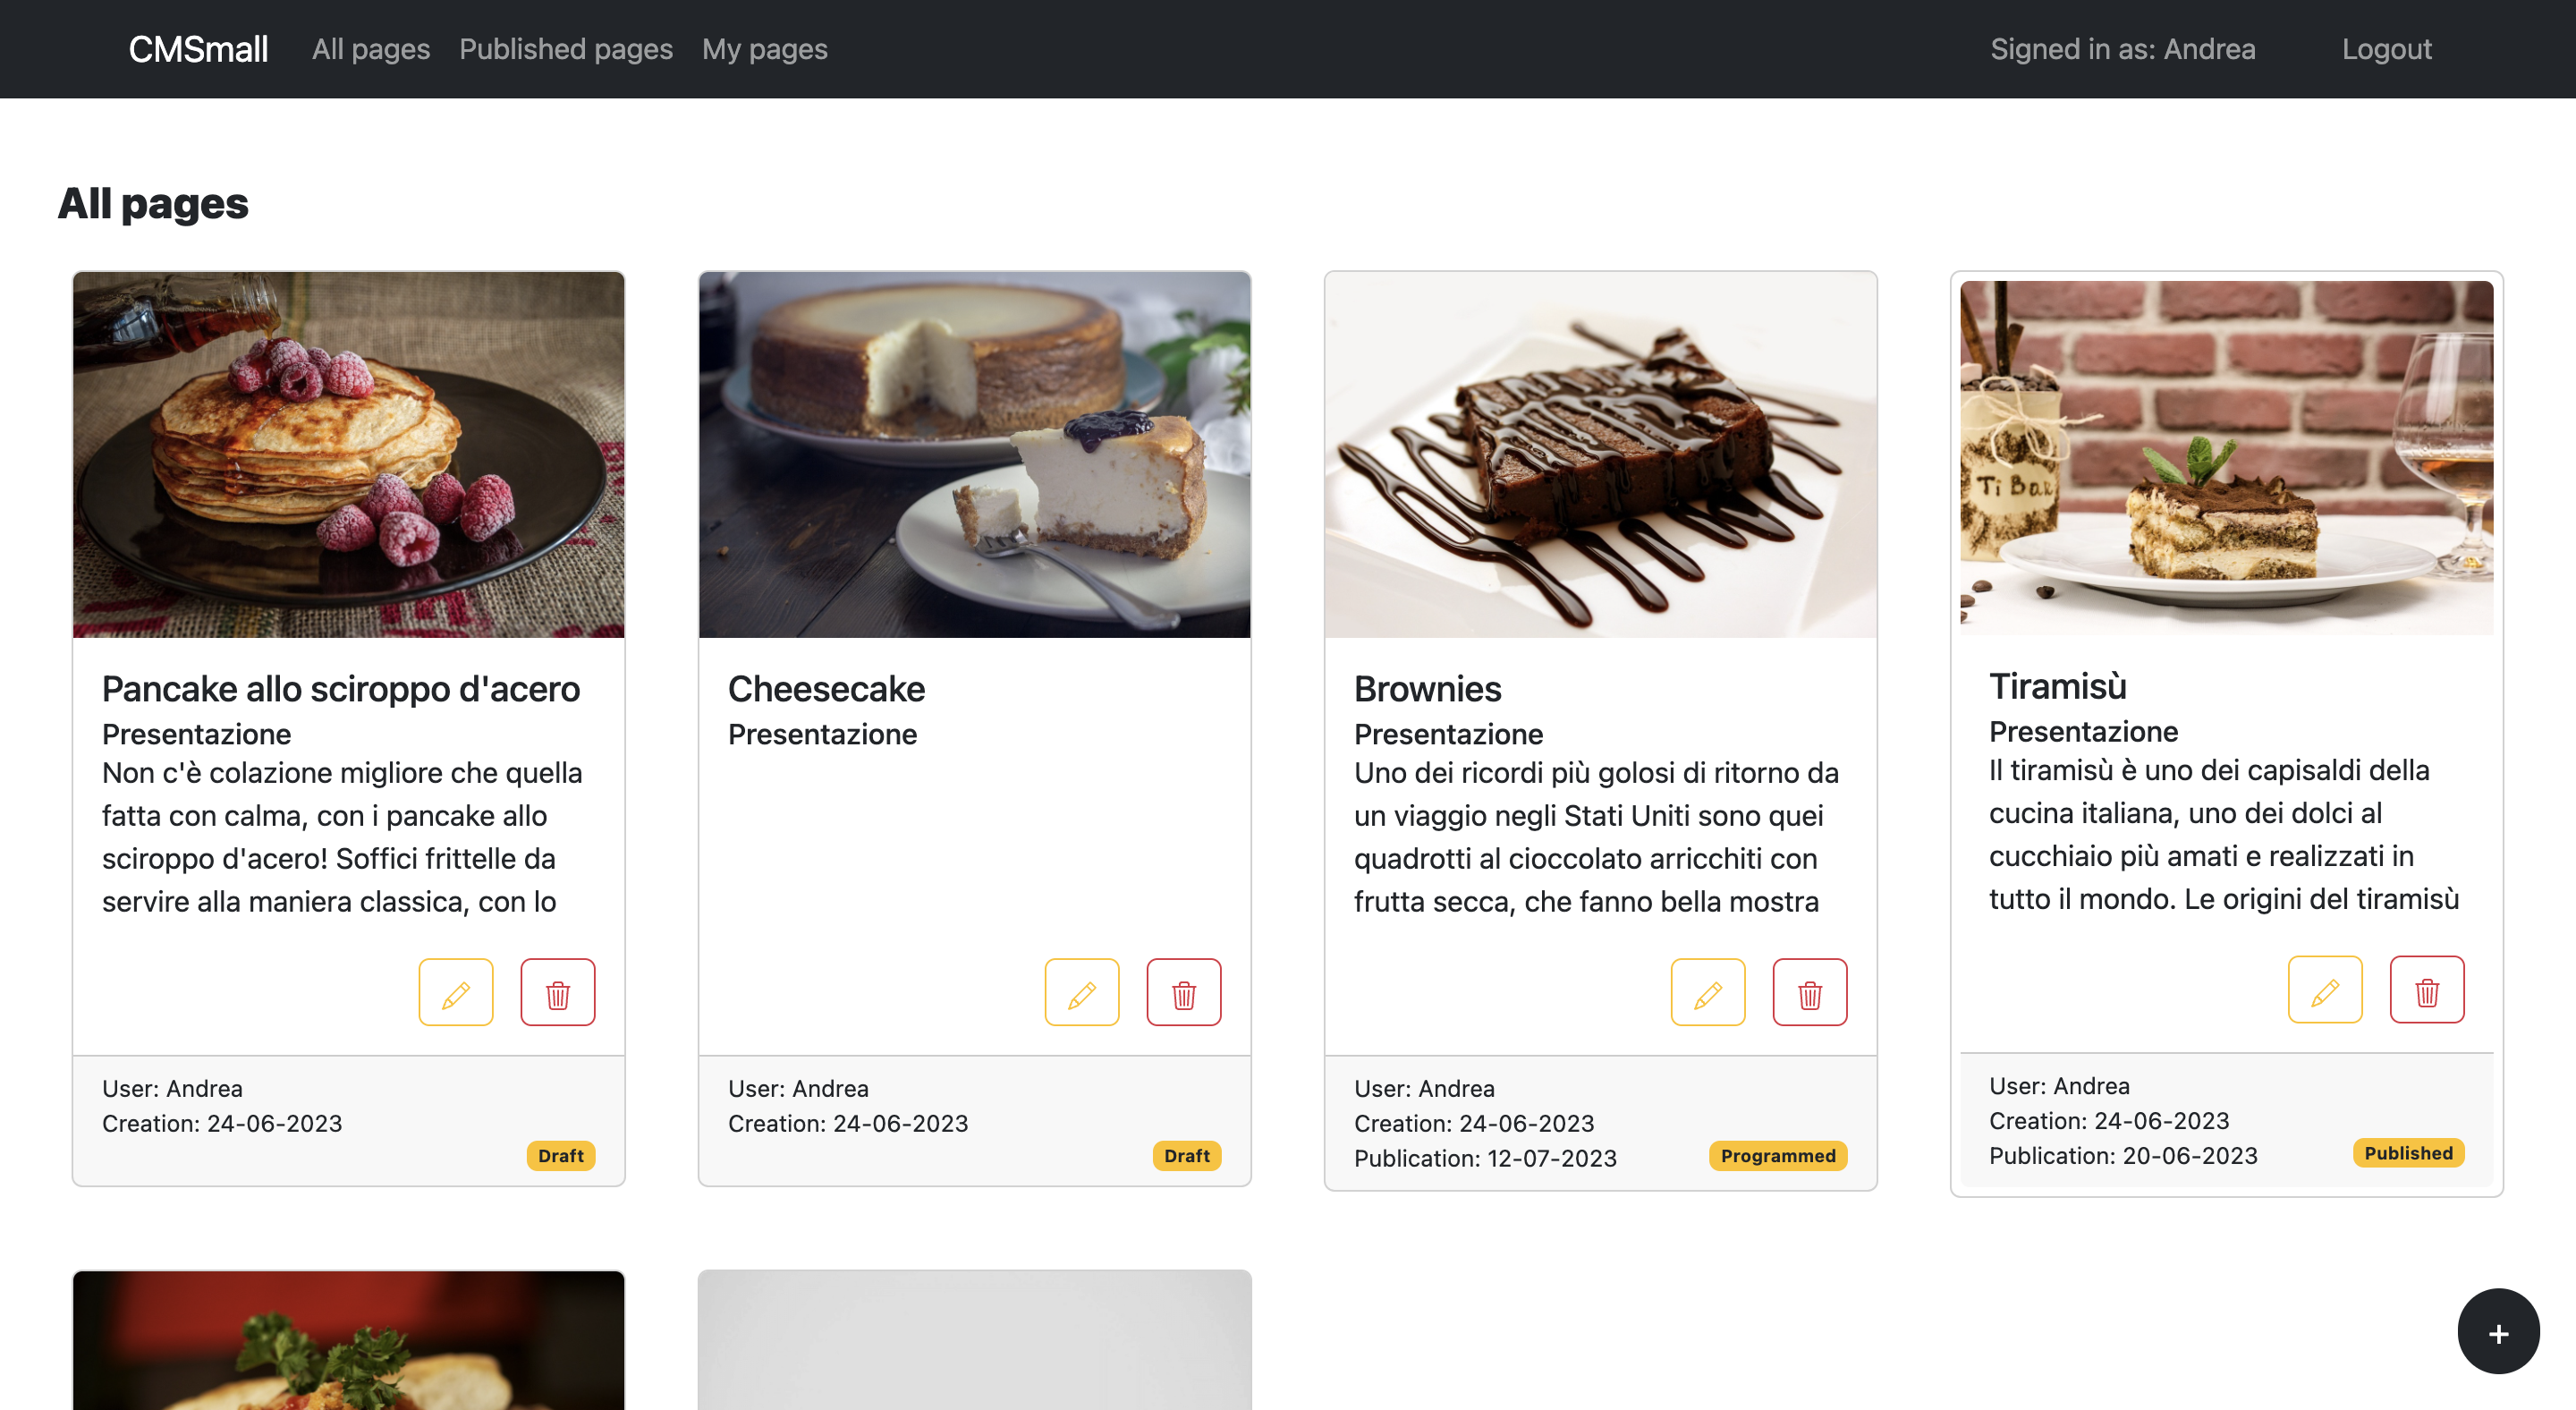 CMSmall All pages Published pages My pages Signed in as: Andrea Logout
All pages
Ti Bax
Pancake allo sciroppo d'acero
Presentazione
Non c'è colazione migliore che quella
fatta con calma, con i pancake allo
sciroppo d'acero! Soffici frittelle da
servire alla maniera classica, con lo
User: Andrea
Creation: 24-06-2023
Draft
Cheesecake
Presentazione
User: Andrea
Creation: 24-06-2023
Draft
Brownies
Presentazione
Uno dei ricordi più golosi di ritorno da
un viaggio negli Stati Uniti sono quei
quadrotti al cioccolato arricchiti con
frutta secca, che fanno bella mostra
User: Andrea
Creation: 24-06-2023
Publication: 12-07-2023
Programmed
Tiramisù
Presentazione
Il tiramisù è uno dei capisaldi della
cucina italiana, uno dei dolci al
cucchiaio più amati e realizzati in
tutto il mondo. Le origini del tiramisù
User: Andrea
Creation: 24-06-2023
Publication: 20-06-2023
Published
+